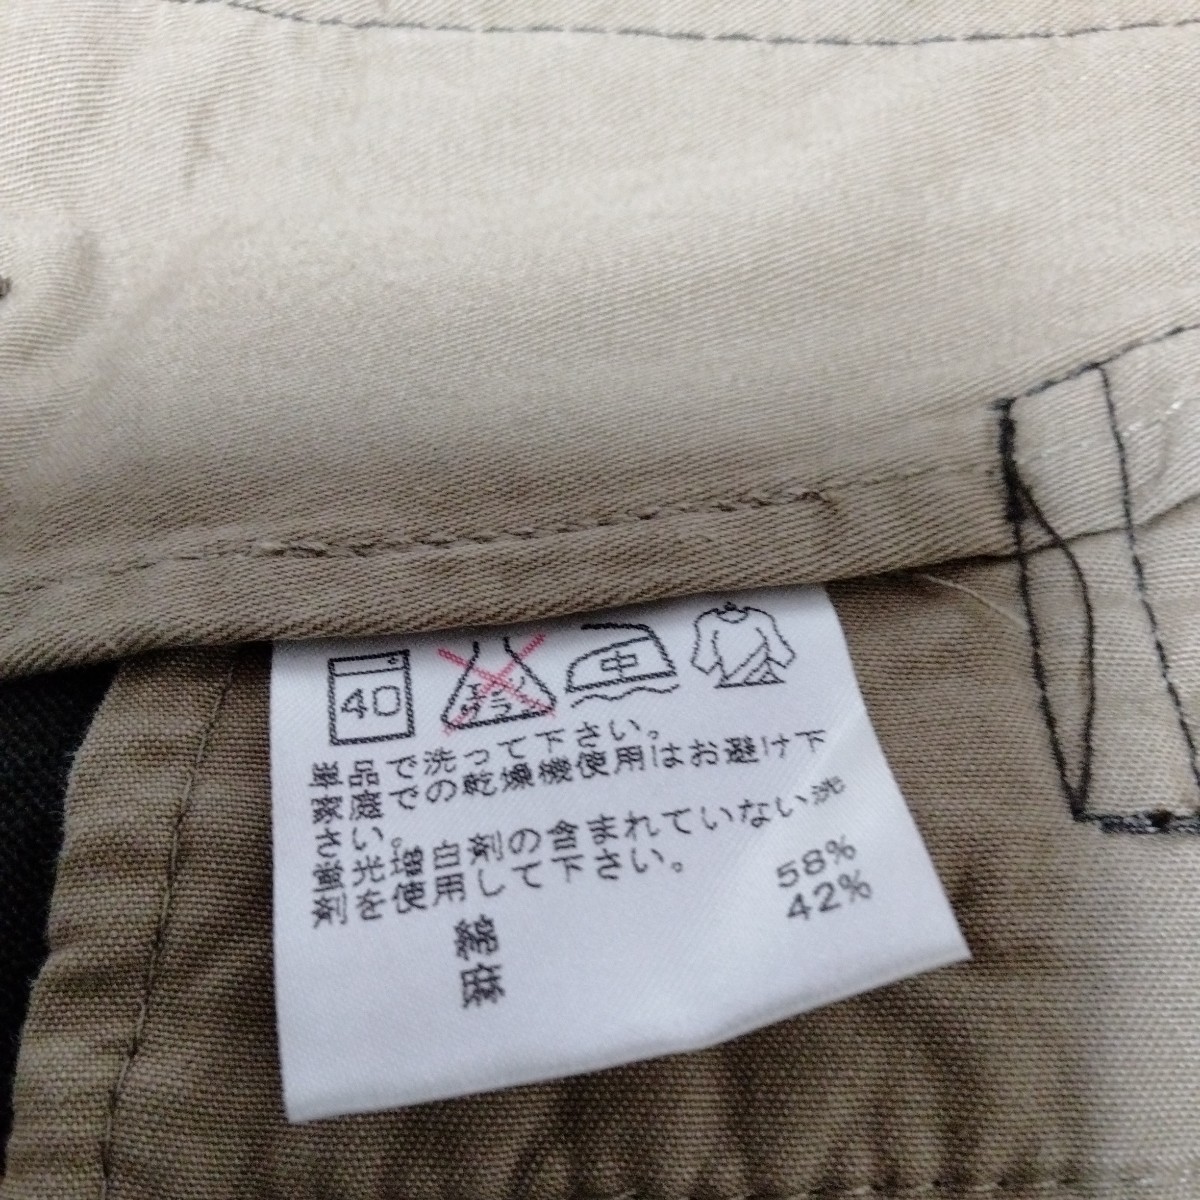 40
エンソ
サラシ
中
単品で洗って下さい。
家庭での乾燥機使用はお避け下
さい。
蛍光増白剤の含まれていない洗
剤を使用して下さい。
綿 58%
麻 42%